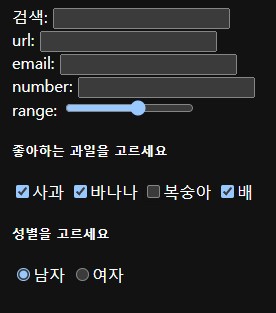 검색:
url:
email:
number:
range:
좋아하는 과일을 고르세요
사과 바나나 복숭아 배
성별을 고르세요
남자 여자